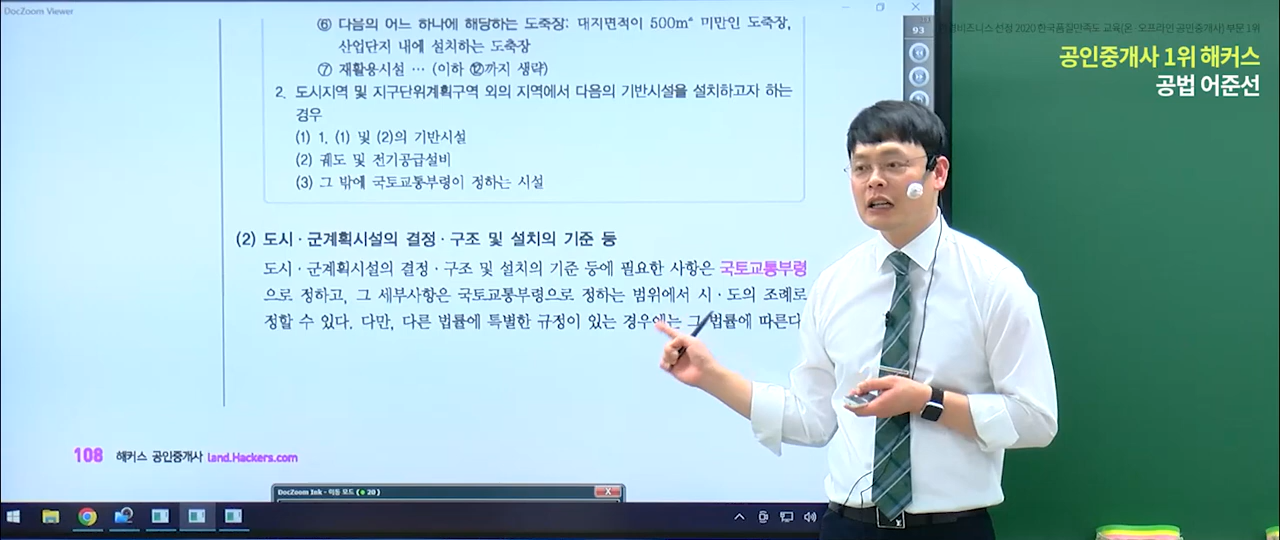 DocZoom Viewer
⑥ 다음의 어느 하나에 해당하는 도축장: 대지면적이 500m² 미만인 도축장,
산업단지 내에 설치하는 도축장
⑦ 재활용시설 … (이하 ⑫까지 생략)
2. 도시지역 및 지구단위계획구역 외의 지역에서 다음의 기반시설을 설치하고자 하는
경우
(1) 1. (1) 및 (2)의 기반시설
(2) 궤도 및 전기공급설비
(3) 그 밖에 국토교통부령이 정하는 시설
(2) 도시 · 군계획시설의 결정 · 구조 및 설치의 기준 등
도시 · 군계획시설의 결정 · 구조 및 설치의 기준 등에 필요한 사항은 국토교통부령
으로 정하고, 그 세부사항은 국토교통부령으로 정하는 범위에서 시 · 도의 조례로
정할 수 있다. 다만, 다른 법률에 특별한 규정이 있는 경우에는 그 법률에 따른다
108 해커스 공인중개사 land.Hackers.com
DocZoom Ink - 약동 모드 ( 20 )
93
비즈니스 선정 2020 한국품질만족도 교육(온·오프라인 공인중개사) 부문 1위
공인중개사 1위 해커스
공법 어준선